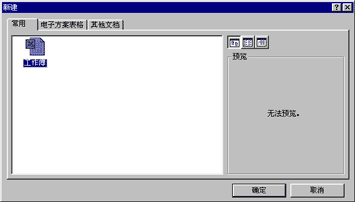 新建
常用 电子方案表格 其他文档
工作簿
预览
无法预览。
确定 取消